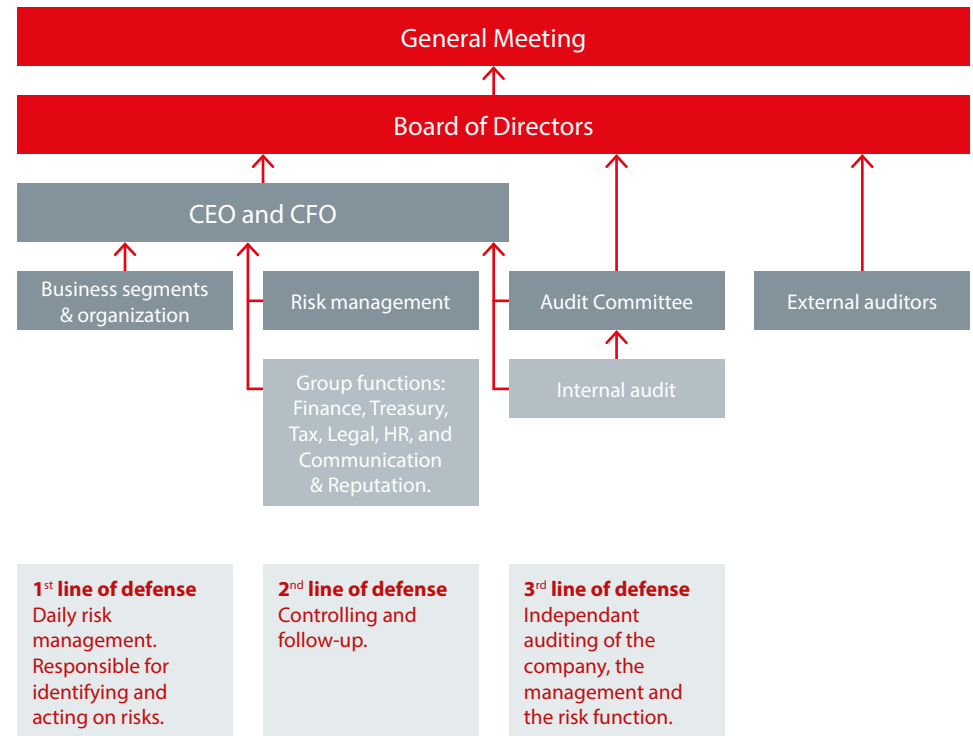 General Meeting
Board of Directors
CEO and CFO
Business segments
& organization
Risk management
Audit Committee
External auditors
Group functions:
Finance, Treasury,
Tax, Legal, HR, and
Communication
& Reputation.
Internal audit
1st line of defense
Daily risk
management.
Responsible for
identifying and
acting on risks.
2nd line of defense
Controlling and
follow-up.
3rd line of defense
Independant
auditing of the
company, the
management and
the risk function.